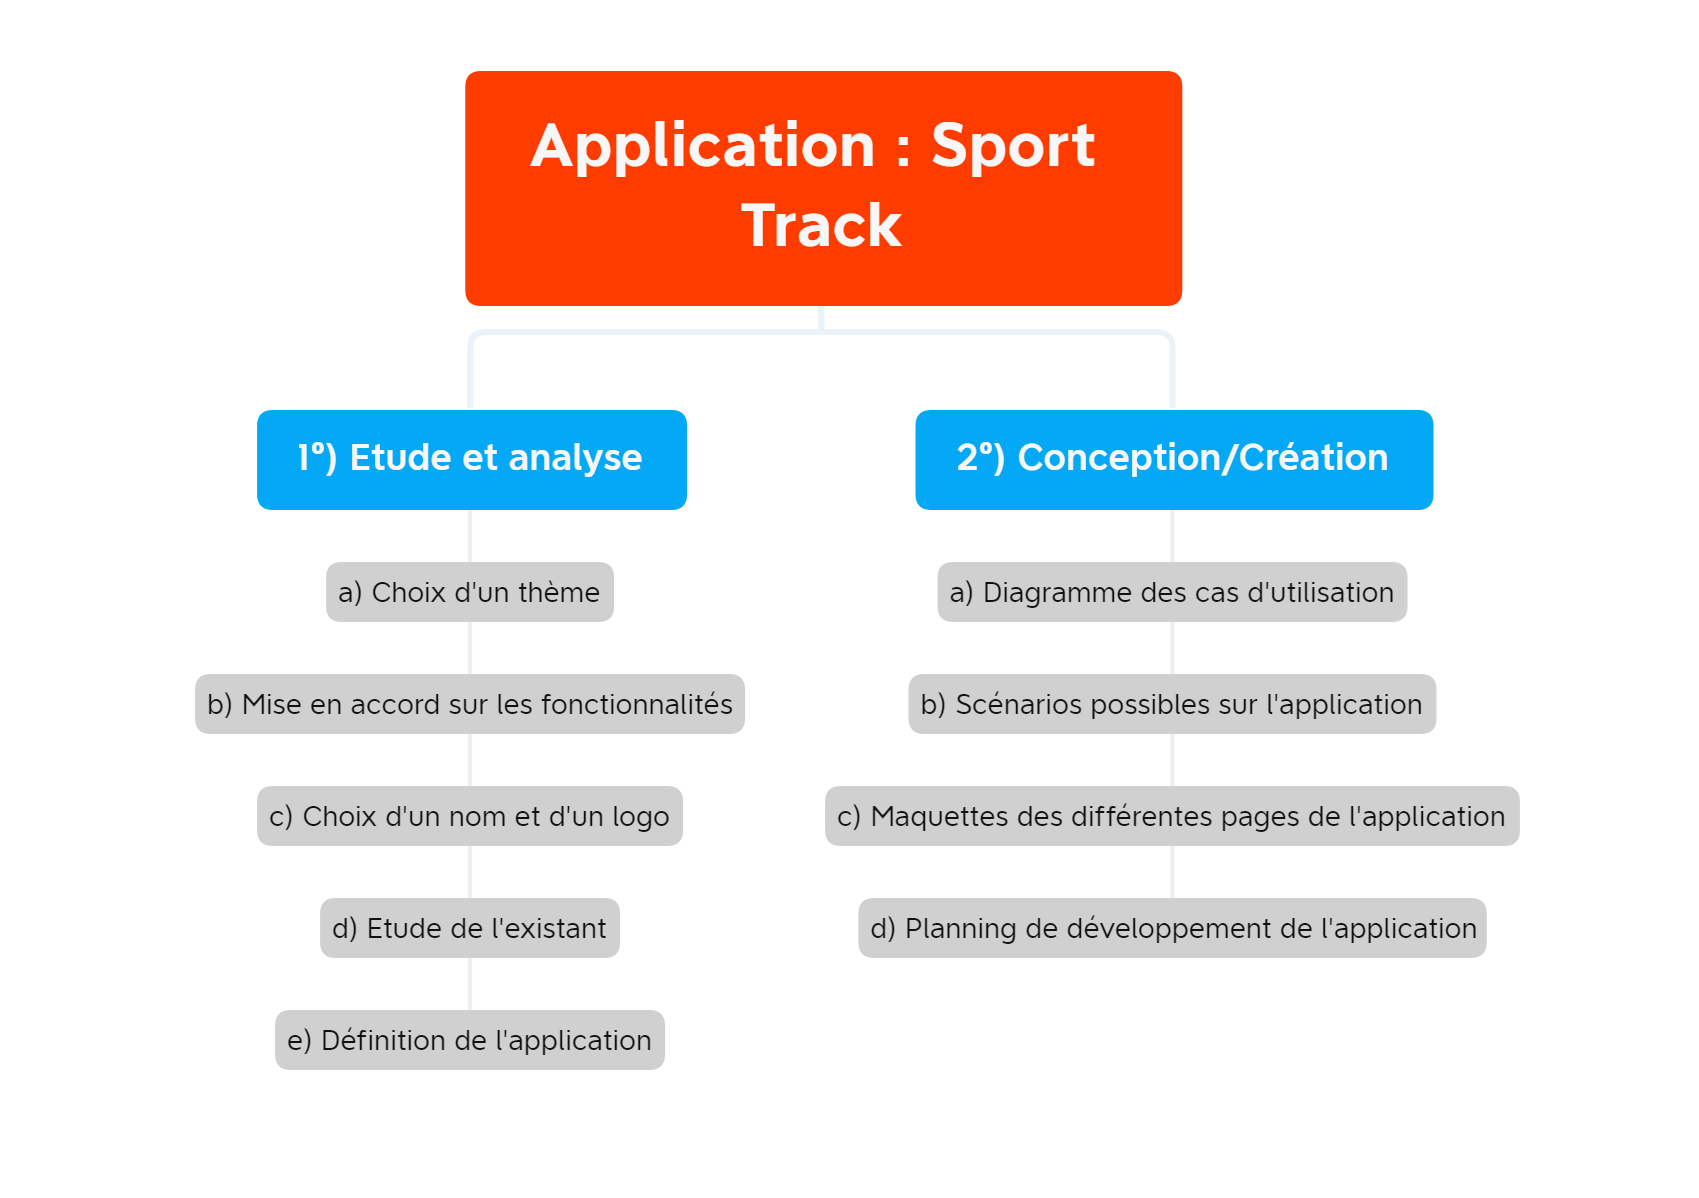 Application : Sport
Track
1°) Etude et analyse
a) Choix d'un thème
b) Mise en accord sur les fonctionnalités
c) Choix d'un nom et d'un logo
d) Etude de l'existant
e) Définition de l'application
2°) Conception/Création
a) Diagramme des cas d'utilisation
b) Scénarios possibles sur l'application
c) Maquettes des différentes pages de l'application
d) Planning de développement de l'application